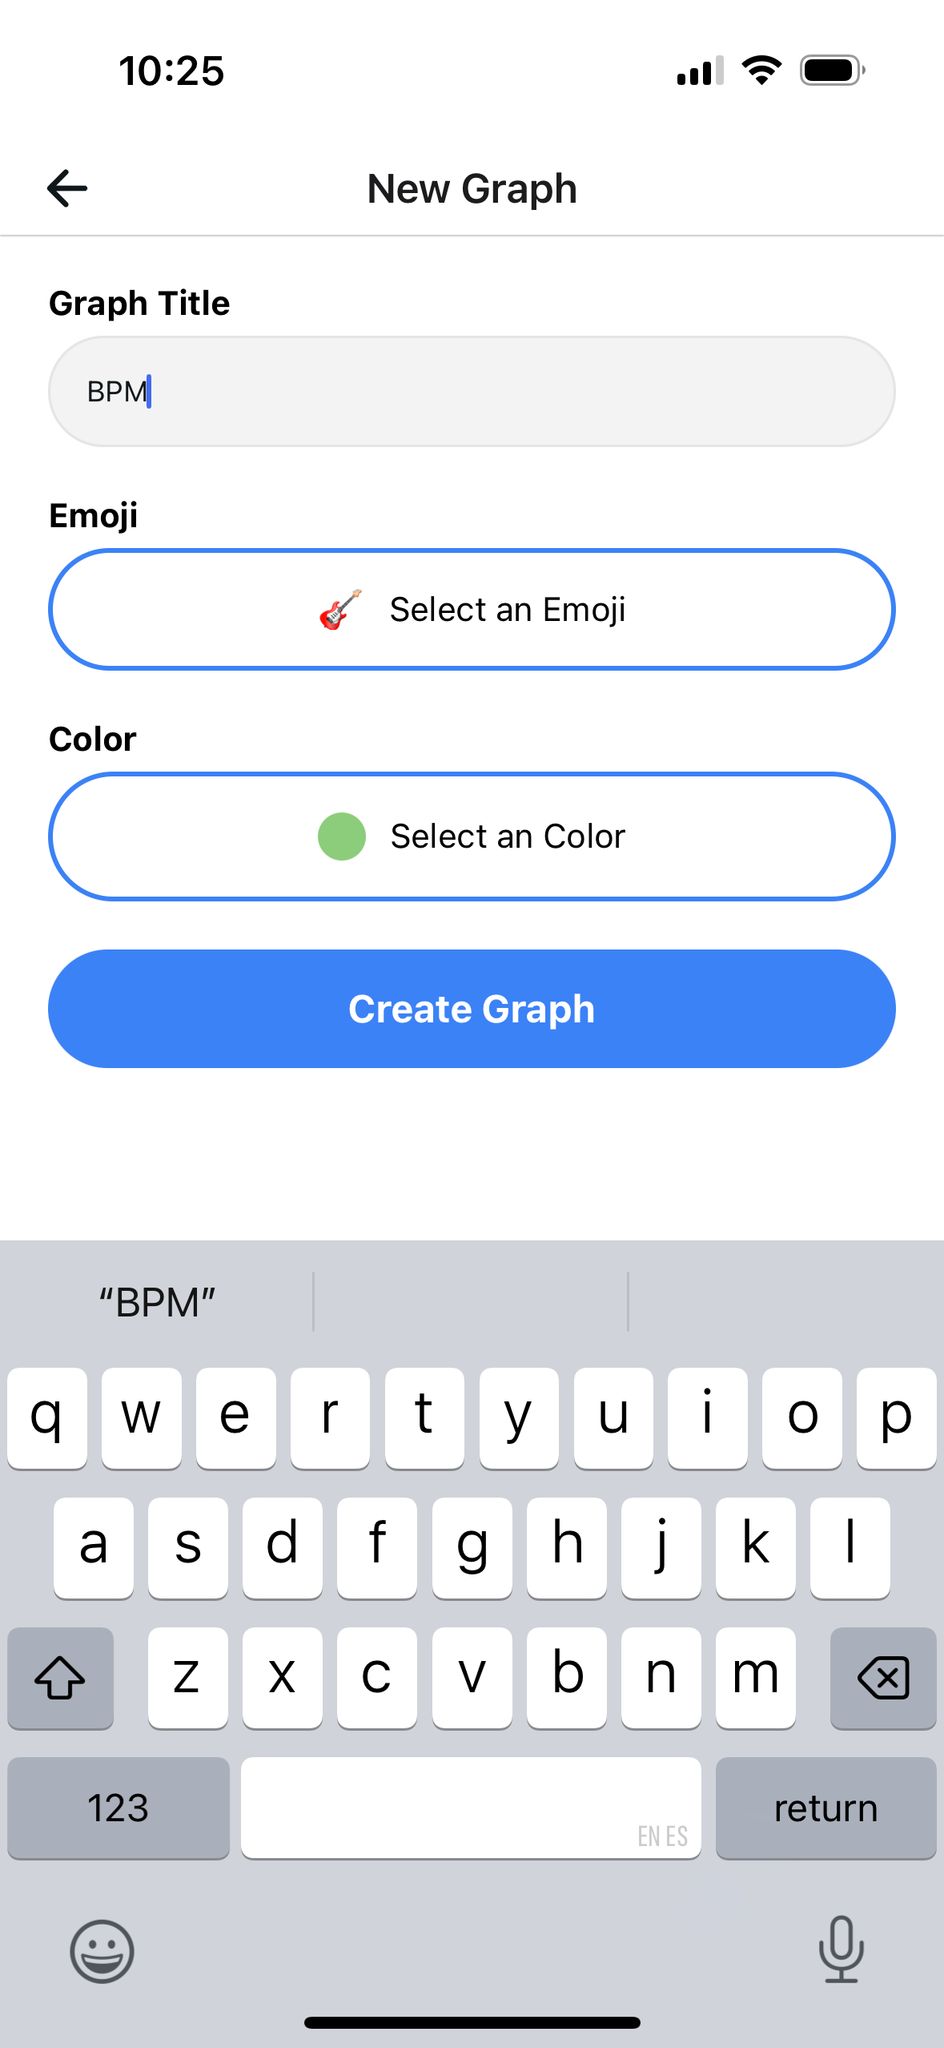 10:25
New Graph
Graph Title
BPM
Emoji
Select an Emoji
Color
Select an Color
Create Graph
“BPM”
q w e r t y u i o p
a s d f g h j k l
z x c v b n m
123
EN ES
return